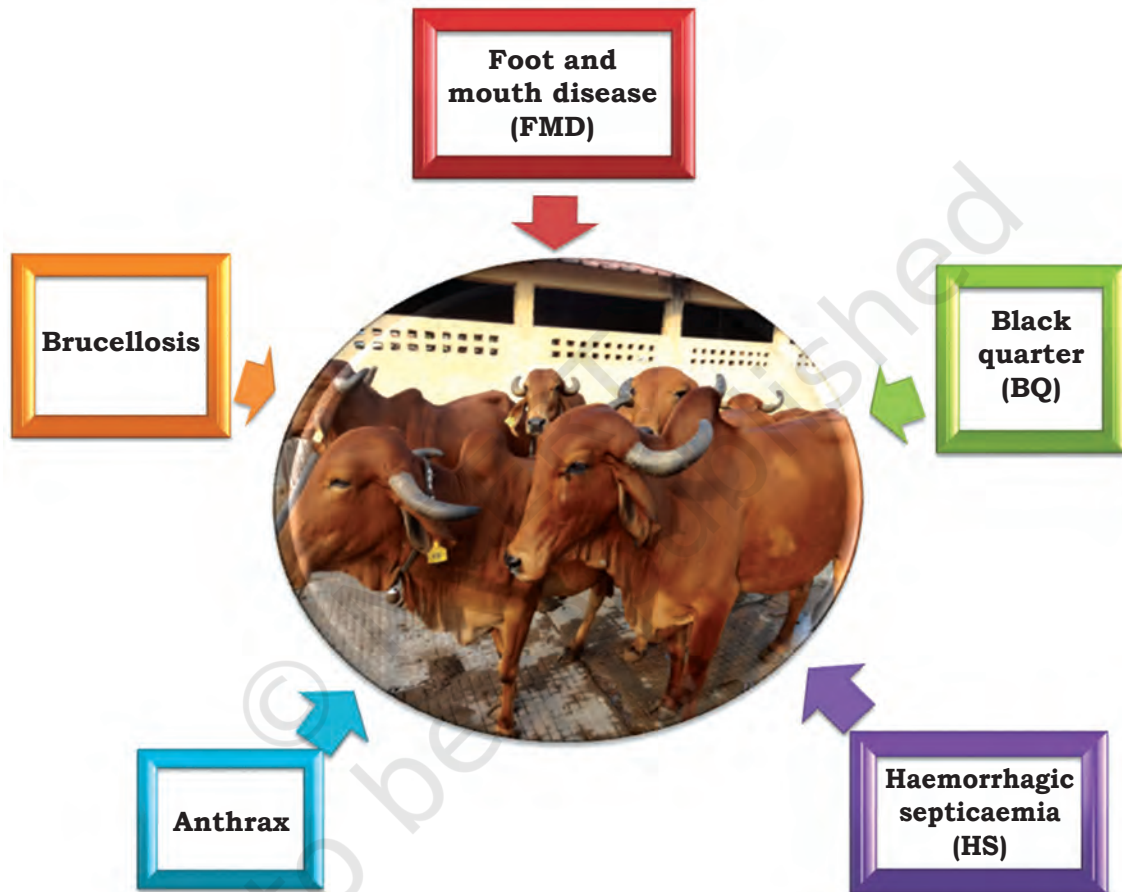 Foot and
mouth disease
(FMD)
Brucellosis
Black
quarter
(BQ)
Anthrax
Haemorrhagic
septicaemia
(HS)